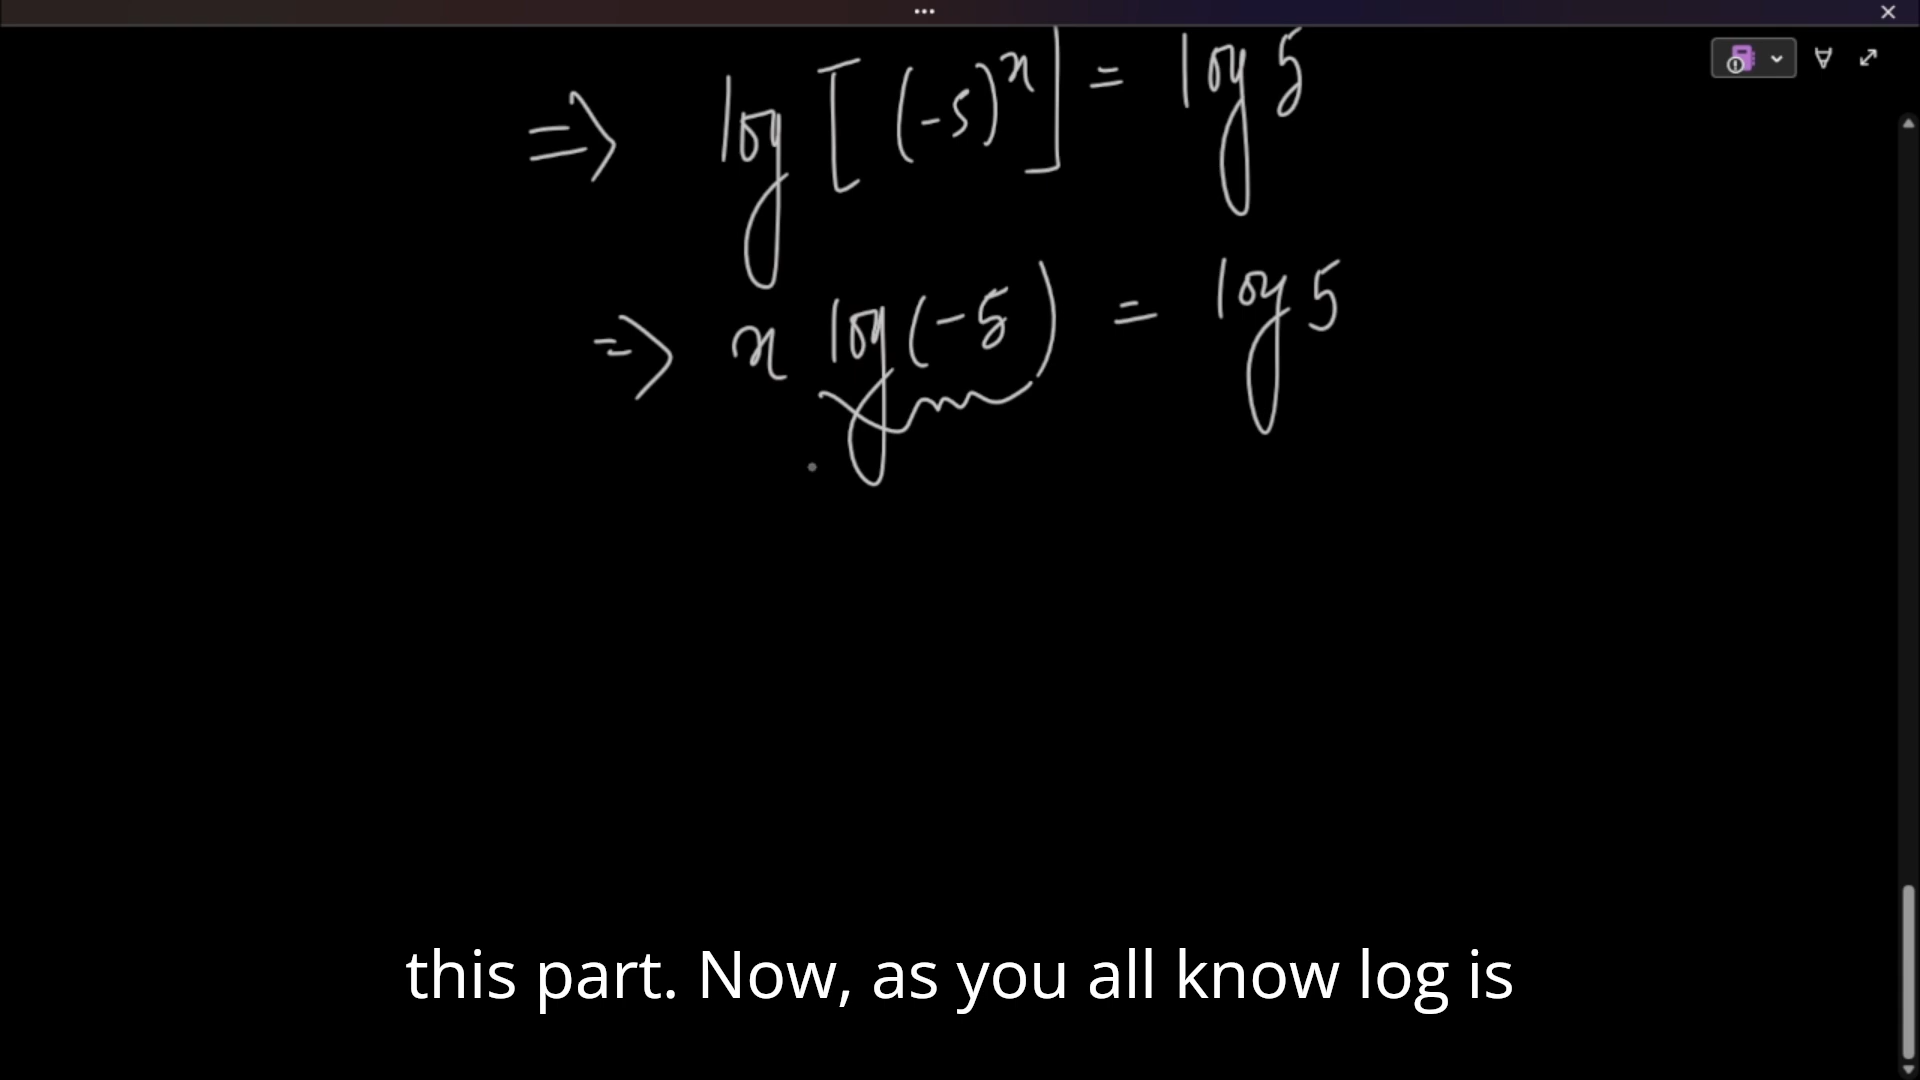 => log [(-5)^x] = log 5
=> x log(-5) = log 5
this part. Now, as you all know log is